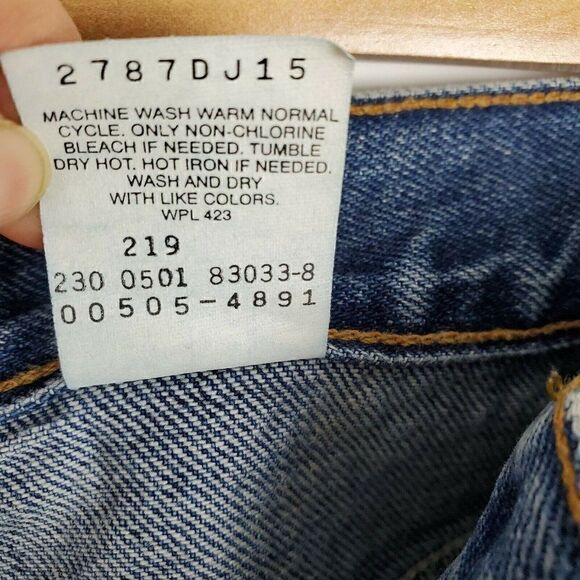 2787DJ15
MACHINE WASH WARM NORMAL
CYCLE. ONLY NON-CHLORINE
BLEACH IF NEEDED. TUMBLE
DRY HOT. HOT IRON IF NEEDED.
WASH AND DRY
WITH LIKE COLORS.
WPL 423
219
230 0501 83033-8
00505-4891